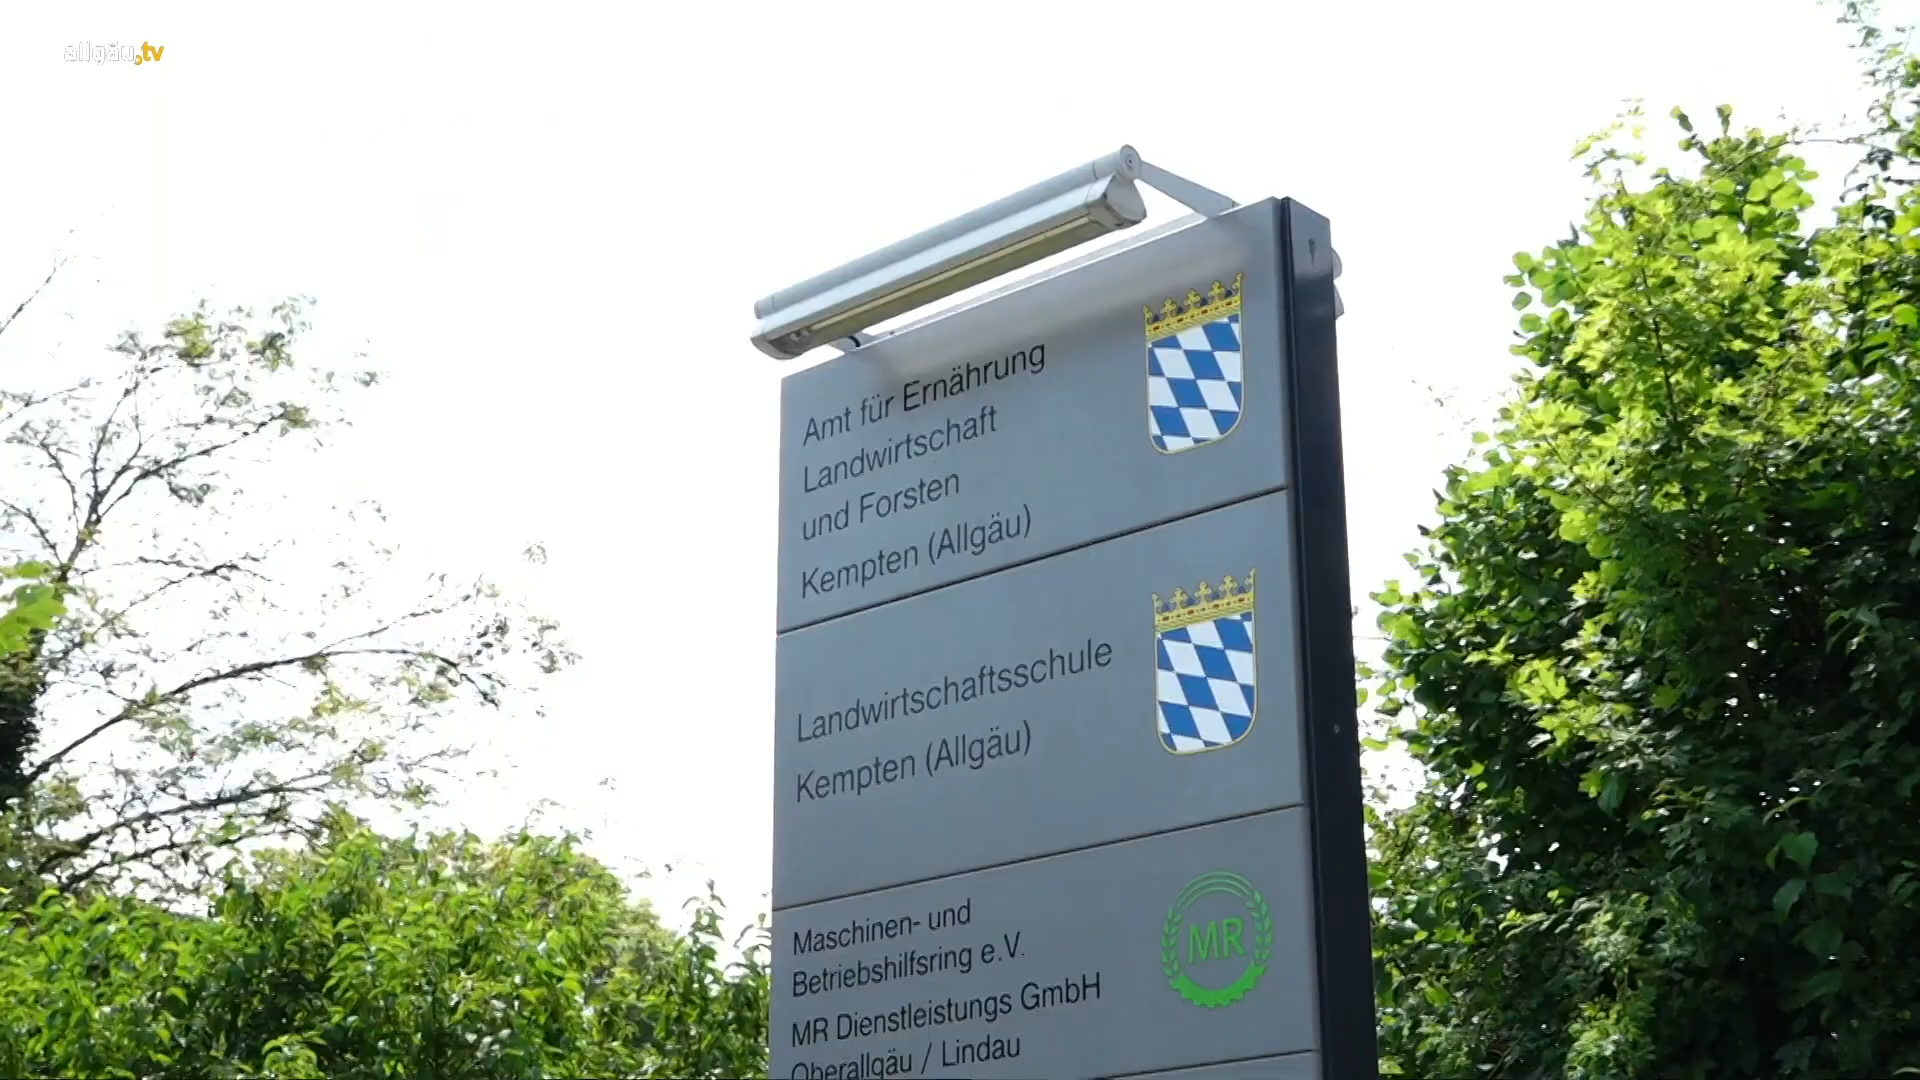 allgäu.tv
Amt für Ernährung
Landwirtschaft
und Forsten
Kempten (Allgäu)
Landwirtschaftsschule
Kempten (Allgäu)
Maschinen- und
Betriebshilfsring e.V.
MR
MR Dienstleistungs GmbH
Oberallgäu / Lindau